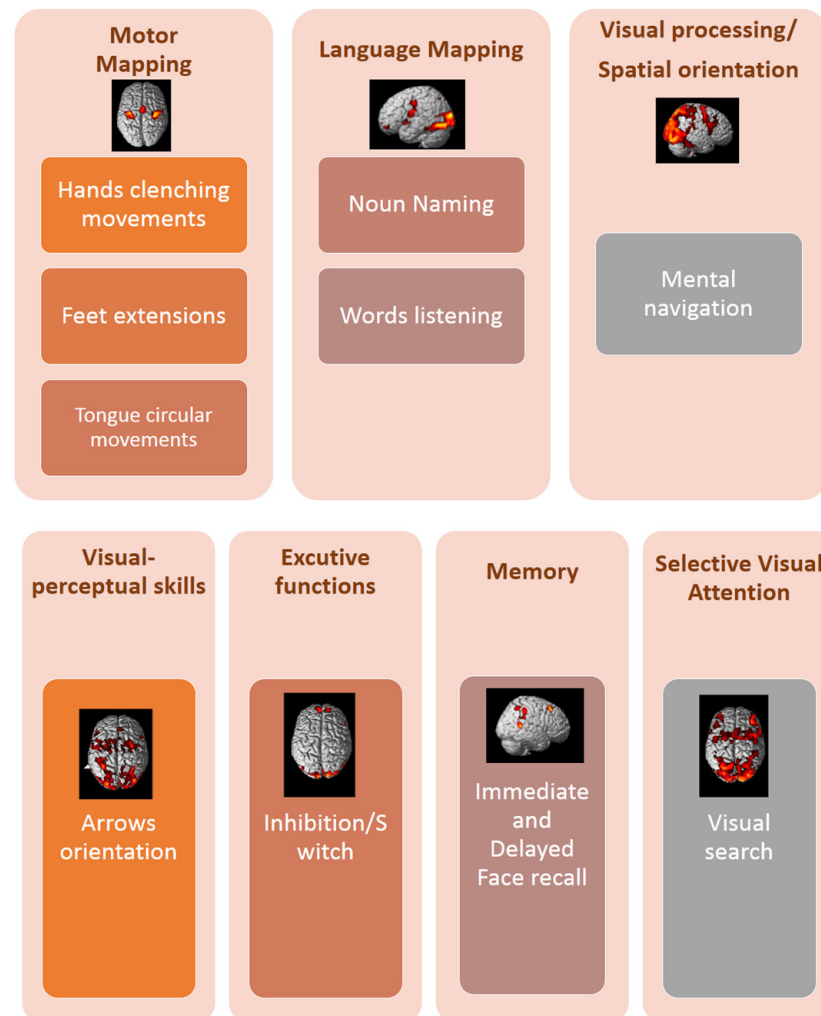 Motor
Mapping
Hands clenching
movements
Feet extensions
Tongue circular
movements
Language Mapping
Noun Naming
Words listening
Visual processing/
Spatial orientation
Mental
navigation
Visual-
perceptual skills
Arrows
orientation
Excutive
functions
Inhibition/S
witch
Memory
Immediate
and
Delayed
Face recall
Selective Visual
Attention
Visual
search